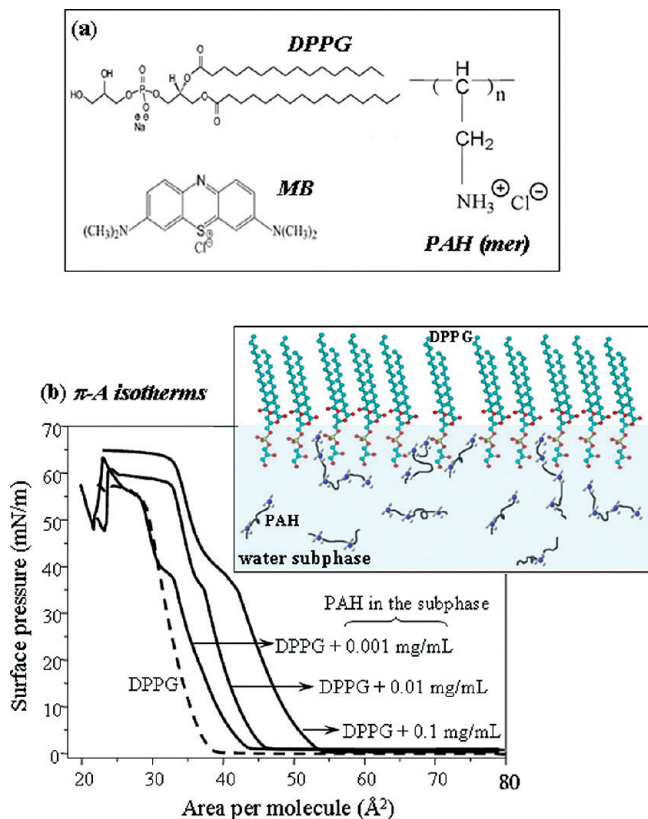 (a)
DPPG
OH
HO
O
O
P
O
O
⊖
⊕
Na
H
O
O
O
O
( H
C )n
CH₂
NH₃⊕ Cl⊖
PAH (mer)
MB
N
(CH₃)₂N
S
⊕
Cl⊖
N(CH₃)₂
DPPG
PAH
water subphase
(b) π-A isotherms
Surface pressure (mN/m)
70
60
50
40
30
20
10
0
PAH in the subphase
DPPG + 0.001 mg/mL
DPPG
DPPG + 0.01 mg/mL
DPPG + 0.1 mg/mL
20 30 40 50 60 70 80
Area per molecule (Å²)